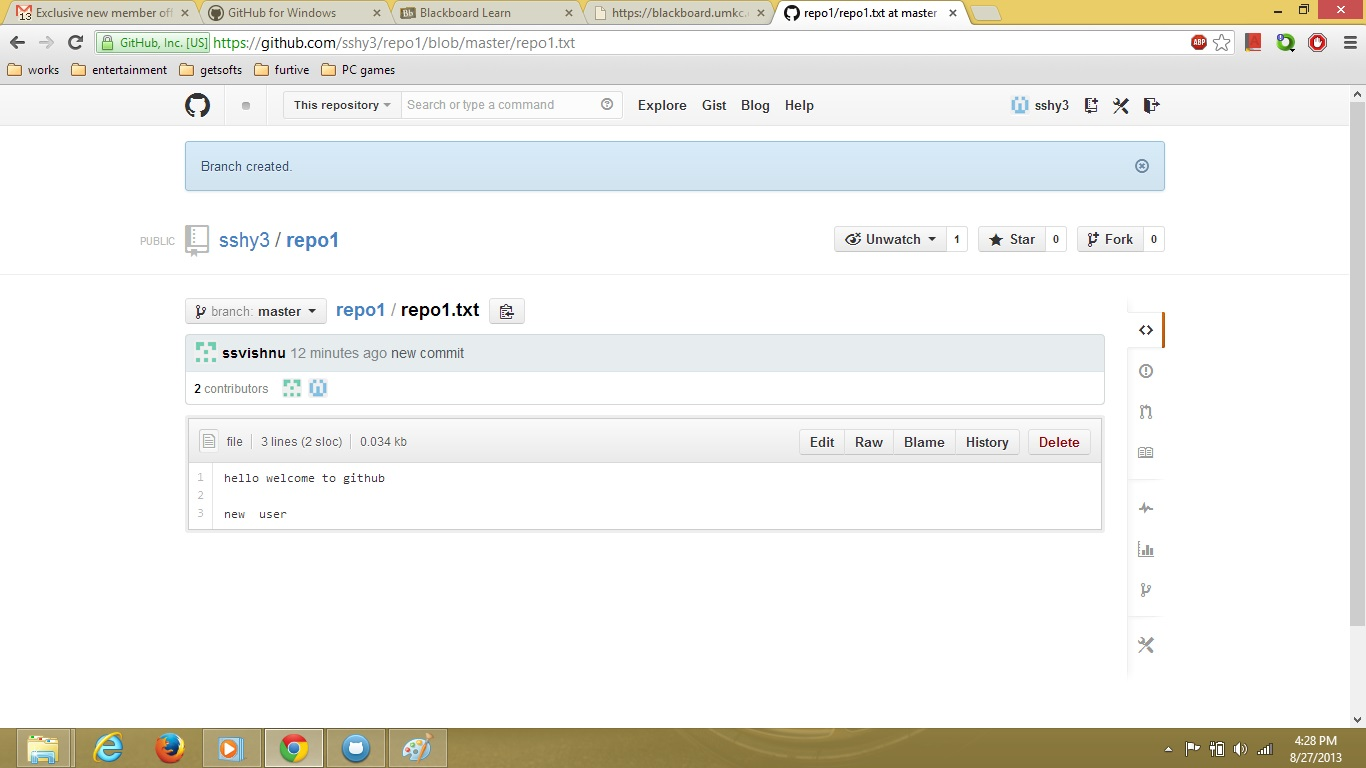 13 Exclusive new member off
GitHub for Windows
Bb Blackboard Learn
https://blackboard.umkc.
repo1/repo1.txt at master
GitHub, Inc. [US] https://github.com/sshy3/repo1/blob/master/repo1.txt
ABP
works entertainment getsofts furtive PC games
This repository Search or type a command Explore Gist Blog Help sshy3
Branch created.
PUBLIC sshy3 / repo1 Unwatch 1 Star 0 Fork 0
branch: master repo1 / repo1.txt
ssvishnu 12 minutes ago new commit
2 contributors
file 3 lines (2 sloc) 0.034 kb Edit Raw Blame History Delete
1 hello welcome to github
2
3 new  user
4:28 PM
8/27/2013